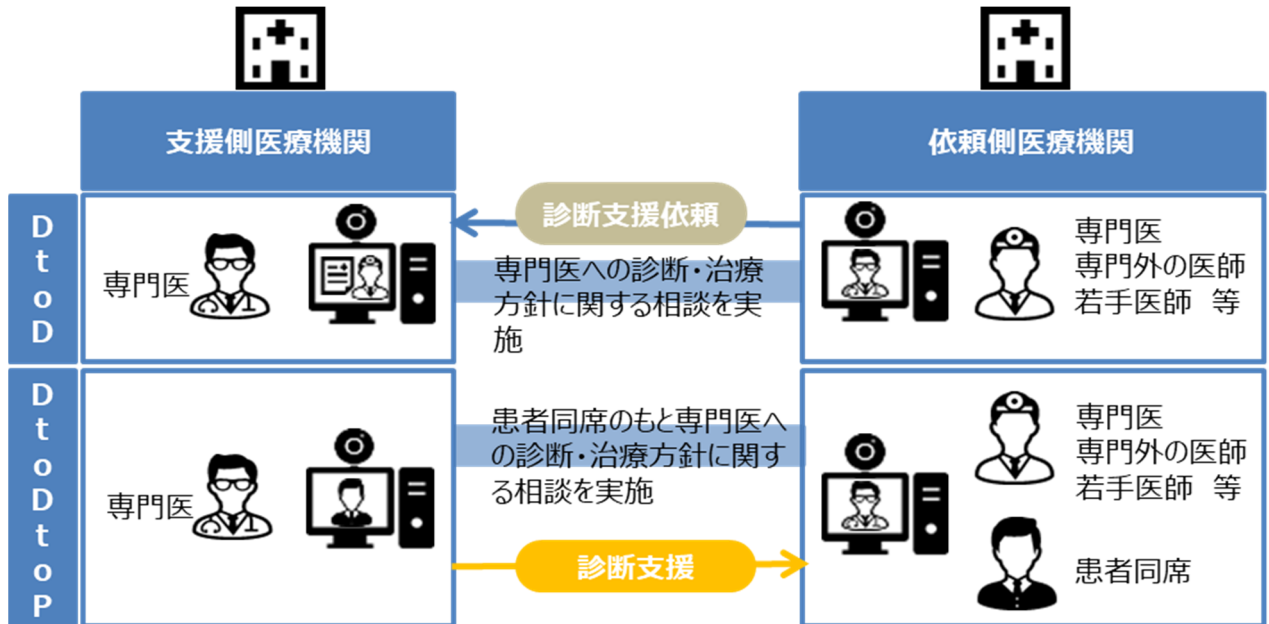 支援側医療機関
依頼側医療機関
DtoD
専門医
診断支援依頼
専門医への診断・治療
方針に関する相談を実
施
専門医
専門外の医師
若手医師 等
DtoDtoP
専門医
患者同席のもと専門医へ
の診断・治療方針に関す
る相談を実施
診断支援
専門医
専門外の医師
若手医師 等
患者同席